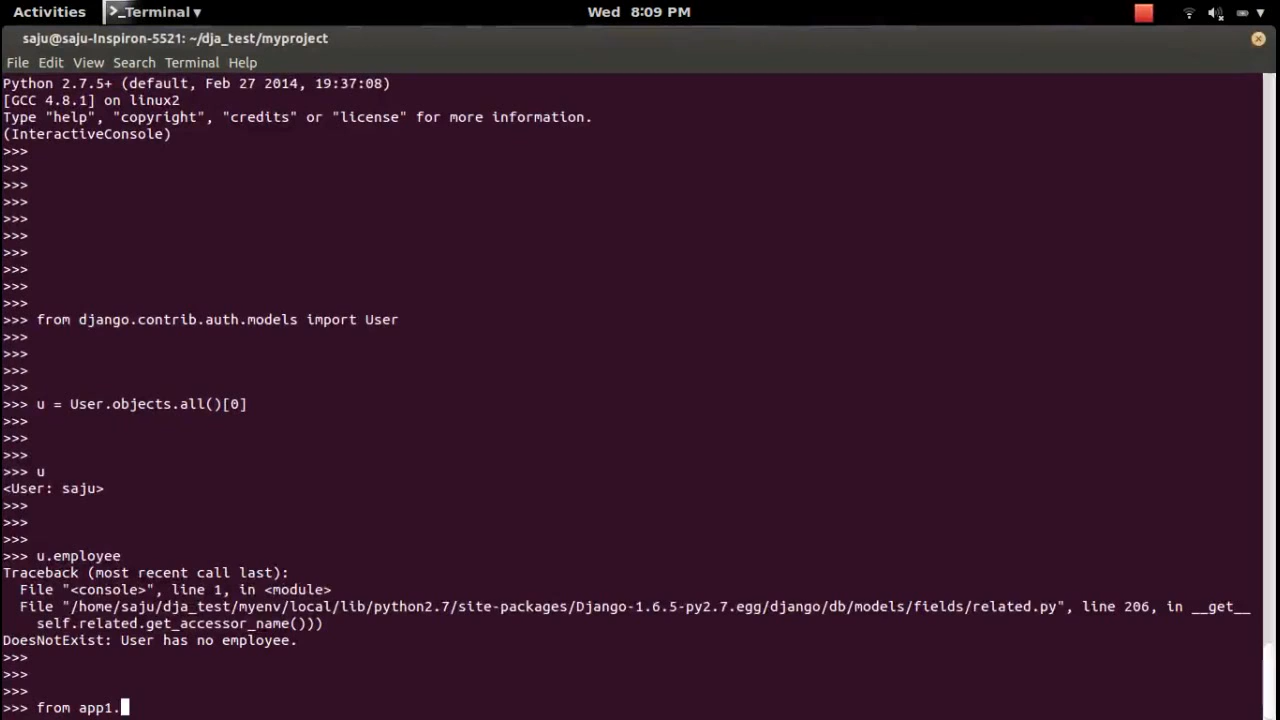 Activities >_Terminal ▾ Wed 8:09 PM
saju@saju-Inspiron-5521: ~/dja_test/myproject
File Edit View Search Terminal Help
Python 2.7.5+ (default, Feb 27 2014, 19:37:08)
[GCC 4.8.1] on linux2
Type "help", "copyright", "credits" or "license" for more information.
(InteractiveConsole)
>>>
>>>
>>>
>>>
>>>
>>>
>>>
>>>
>>>
>>>
>>> from django.contrib.auth.models import User
>>>
>>>
>>>
>>>
>>> u = User.objects.all()[0]
>>>
>>>
>>>
>>> u
<User: saju>
>>>
>>>
>>>
>>> u.employee
Traceback (most recent call last):
  File "<console>", line 1, in <module>
  File "/home/saju/dja_test/myenv/local/lib/python2.7/site-packages/Django-1.6.5-py2.7.egg/django/db/models/fields/related.py", line 206, in __get__
    self.related.get_accessor_name()))
DoesNotExist: User has no employee.
>>>
>>>
>>>
>>> from app1.